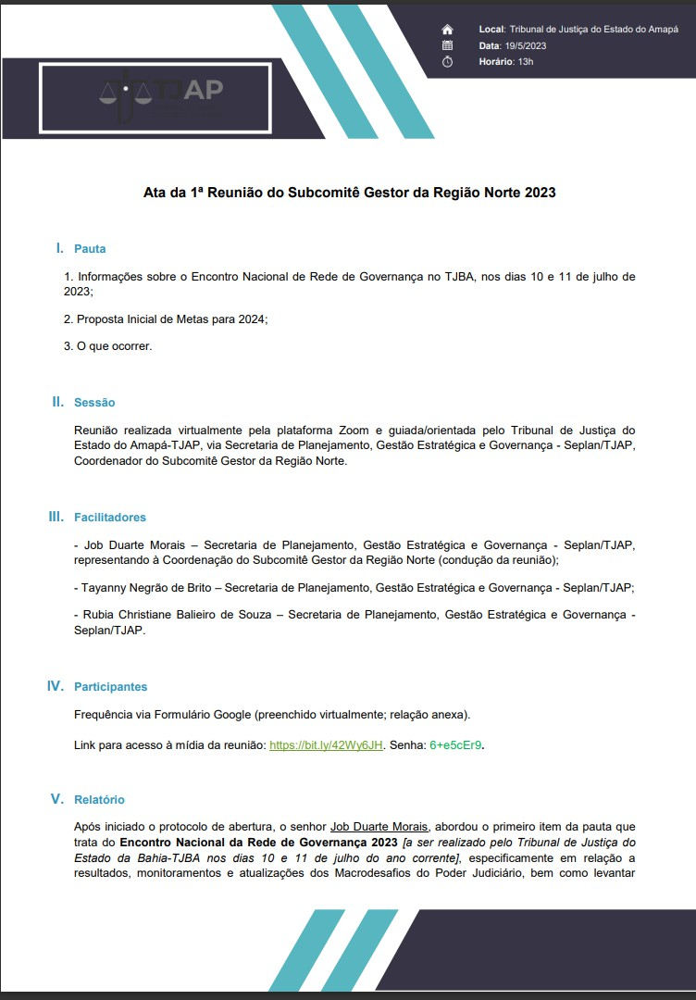 Local: Tribunal de Justiça do Estado do Amapá
Data: 19/5/2023
Horário: 13h
TJAP
Ata da 1ª Reunião do Subcomitê Gestor da Região Norte 2023
I. Pauta
1. Informações sobre o Encontro Nacional de Rede de Governança no TJBA, nos dias 10 e 11 de julho de
2023;
2. Proposta Inicial de Metas para 2024;
3. O que ocorrer.
II. Sessão
Reunião realizada virtualmente pela plataforma Zoom e guiada/orientada pelo Tribunal de Justiça do
Estado do Amapá-TJAP, via Secretaria de Planejamento, Gestão Estratégica e Governança - Seplan/TJAP,
Coordenador do Subcomitê Gestor da Região Norte.
III. Facilitadores
- Job Duarte Morais – Secretaria de Planejamento, Gestão Estratégica e Governança - Seplan/TJAP,
representando à Coordenação do Subcomitê Gestor da Região Norte (condução da reunião);
- Tayanny Negrão de Brito – Secretaria de Planejamento, Gestão Estratégica e Governança - Seplan/TJAP;
- Rubia Christiane Balieiro de Souza – Secretaria de Planejamento, Gestão Estratégica e Governança -
Seplan/TJAP.
IV. Participantes
Frequência via Formulário Google (preenchido virtualmente; relação anexa).
Link para acesso à mídia da reunião: https://bit.ly/42Wy6JH. Senha: 6+e5cEr9.
V. Relatório
Após iniciado o protocolo de abertura, o senhor Job Duarte Morais, abordou o primeiro item da pauta que
trata do Encontro Nacional da Rede de Governança 2023 [a ser realizado pelo Tribunal de Justiça do
Estado da Bahia-TJBA nos dias 10 e 11 de julho do ano corrente], especificamente em relação a
resultados, monitoramentos e atualizações dos Macrodesafios do Poder Judiciário, bem como levantar